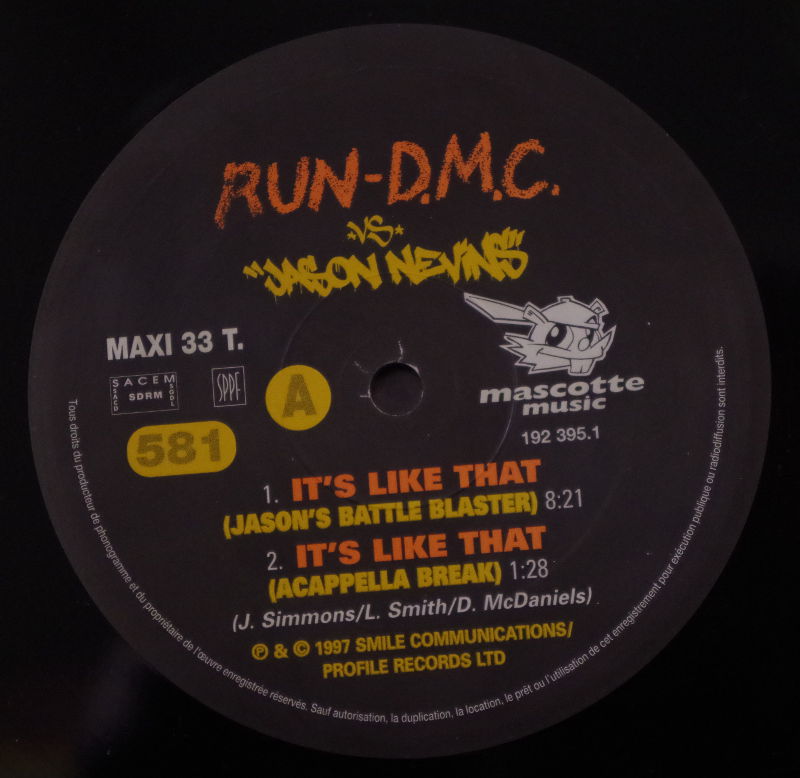 RUN-D.M.C.
*VS*
"JASON NEVINS"
MAXI 33 T.
SACEM
SACD
SDRM
SGDL
SPPF
A
581
mascotte
music
192 395.1
1. IT'S LIKE THAT
(JASON'S BATTLE BLASTER) 8:21
2. IT'S LIKE THAT
(ACAPPELLA BREAK) 1:28
(J. Simmons/L. Smith/D. McDaniels)
℗ & © 1997 SMILE COMMUNICATIONS/
PROFILE RECORDS LTD
Tous droits du producteur de phonogramme et du propriétaire de l'œuvre enregistrée réservés. Sauf autorisation, la duplication, la location, le prêt ou l'utilisation de cet enregistrement pour exécution publique ou radiodiffusion sont interdits.